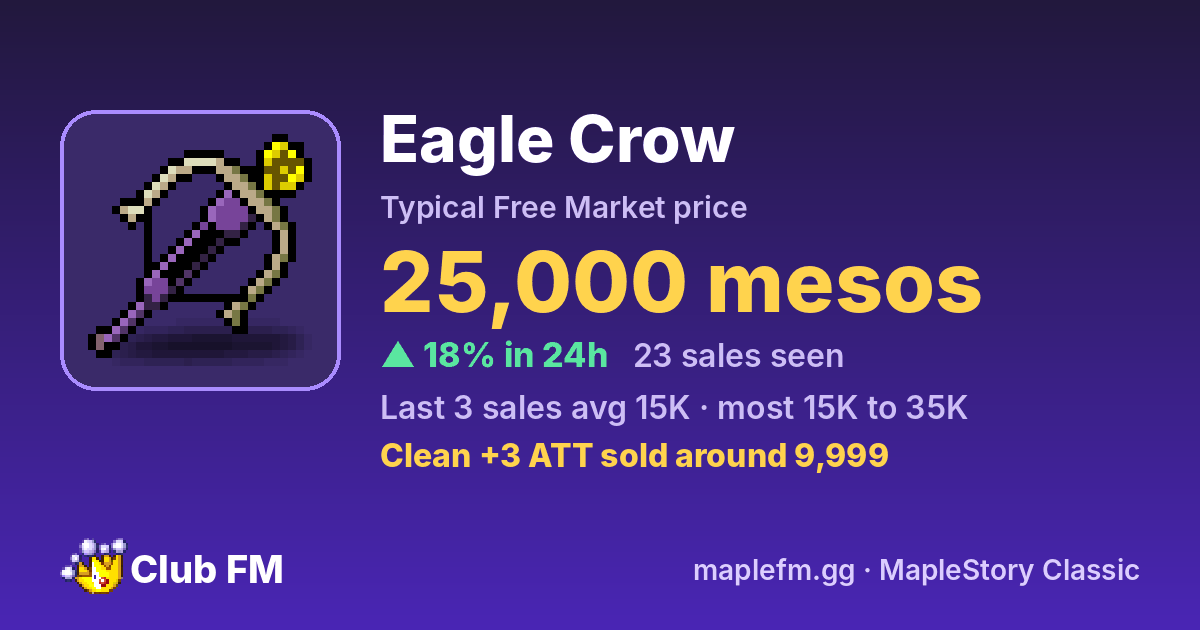 Eagle Crow
Typical Free Market price
25,000 mesos
▲ 18% in 24h 23 sales seen
Last 3 sales avg 15K · most 15K to 35K
Clean +3 ATT sold around 9,999
Club FM
maplefm.gg · MapleStory Classic